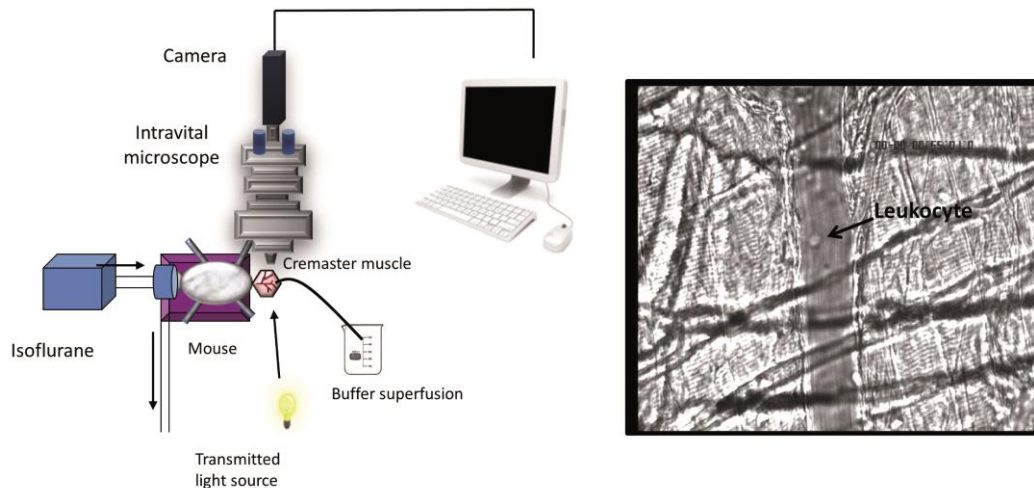 Camera
Intravital
microscope
Cremaster muscle
Isoflurane
Mouse
Buffer superfusion
Transmitted
light source
Leukocyte